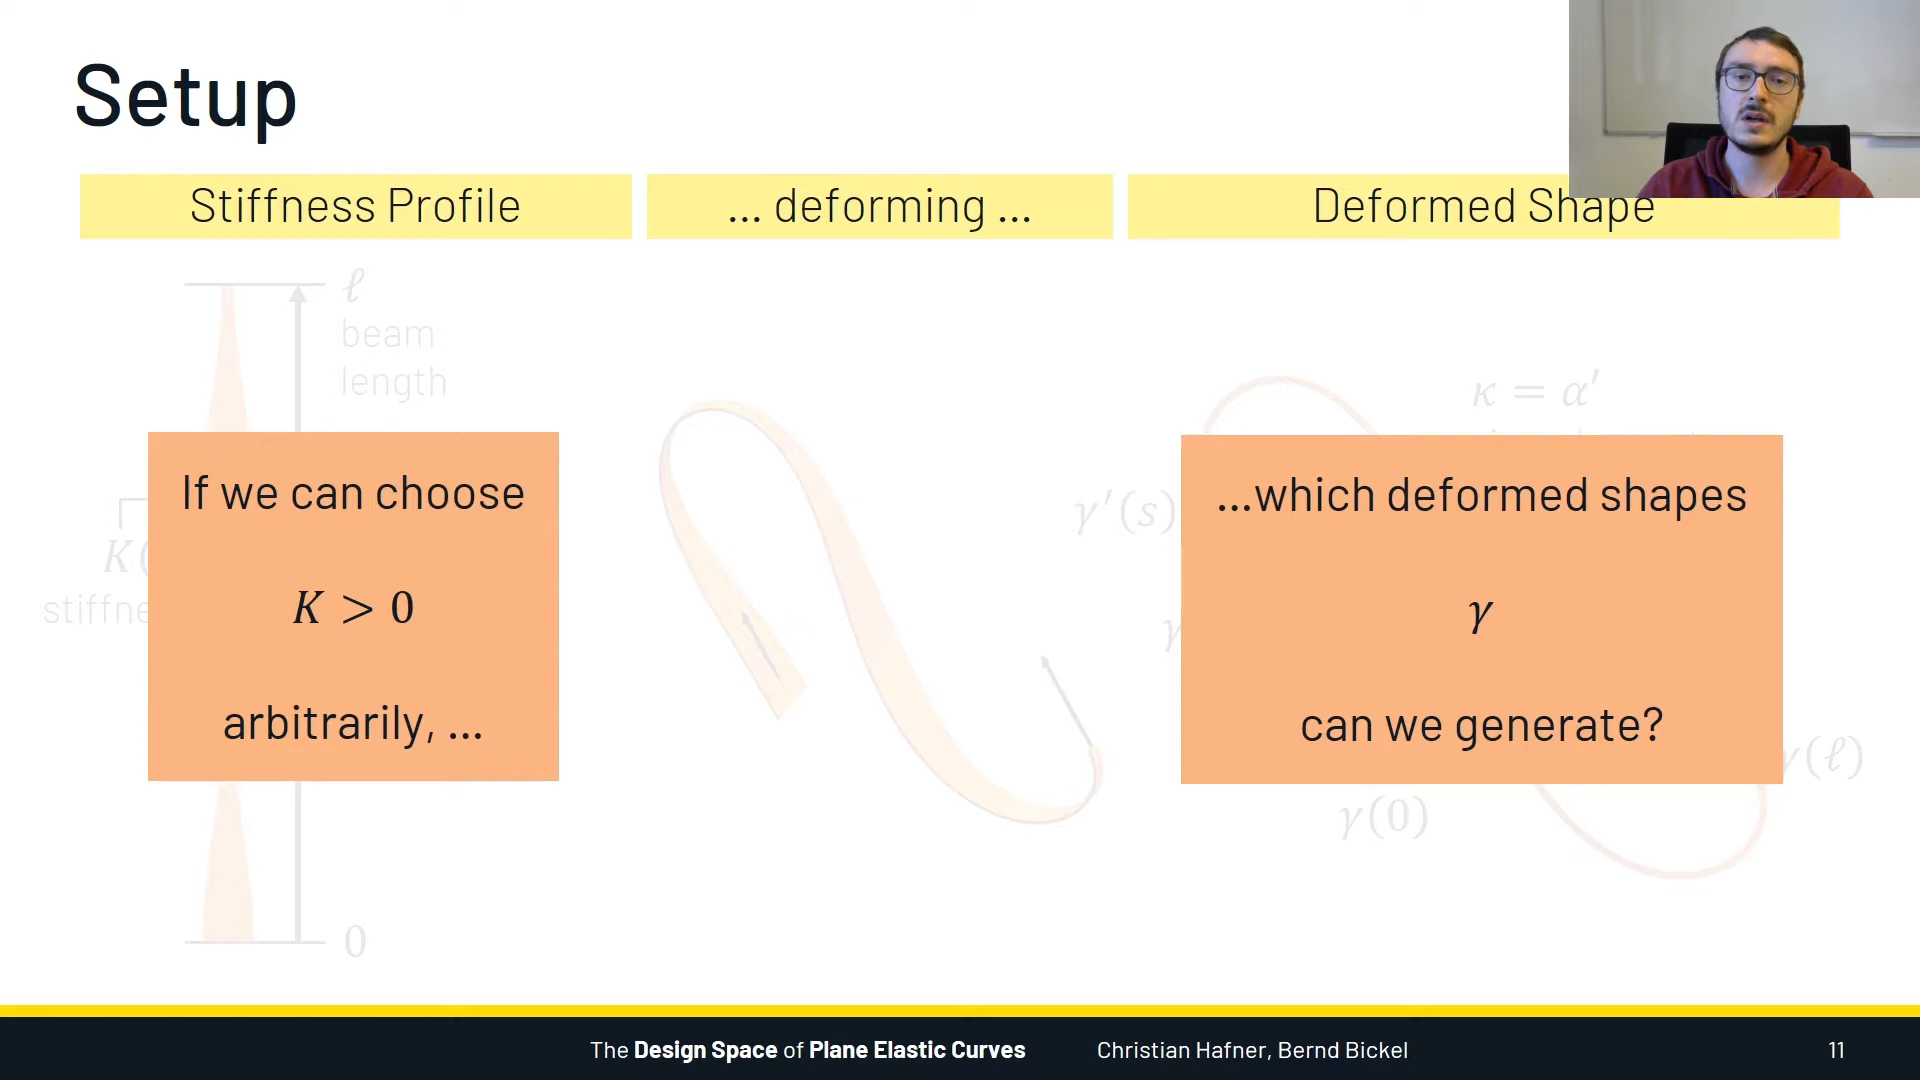 Setup
Stiffness Profile
... deforming ...
Deformed Shape
ℓ
beam
length
κ = α′
If we can choose
K > 0
arbitrarily, ...
K(
stiffne
γ′(s)
γ
...which deformed shapes
γ
can we generate?
γ(ℓ)
γ(0)
0
The Design Space of Plane Elastic Curves
Christian Hafner, Bernd Bickel
11